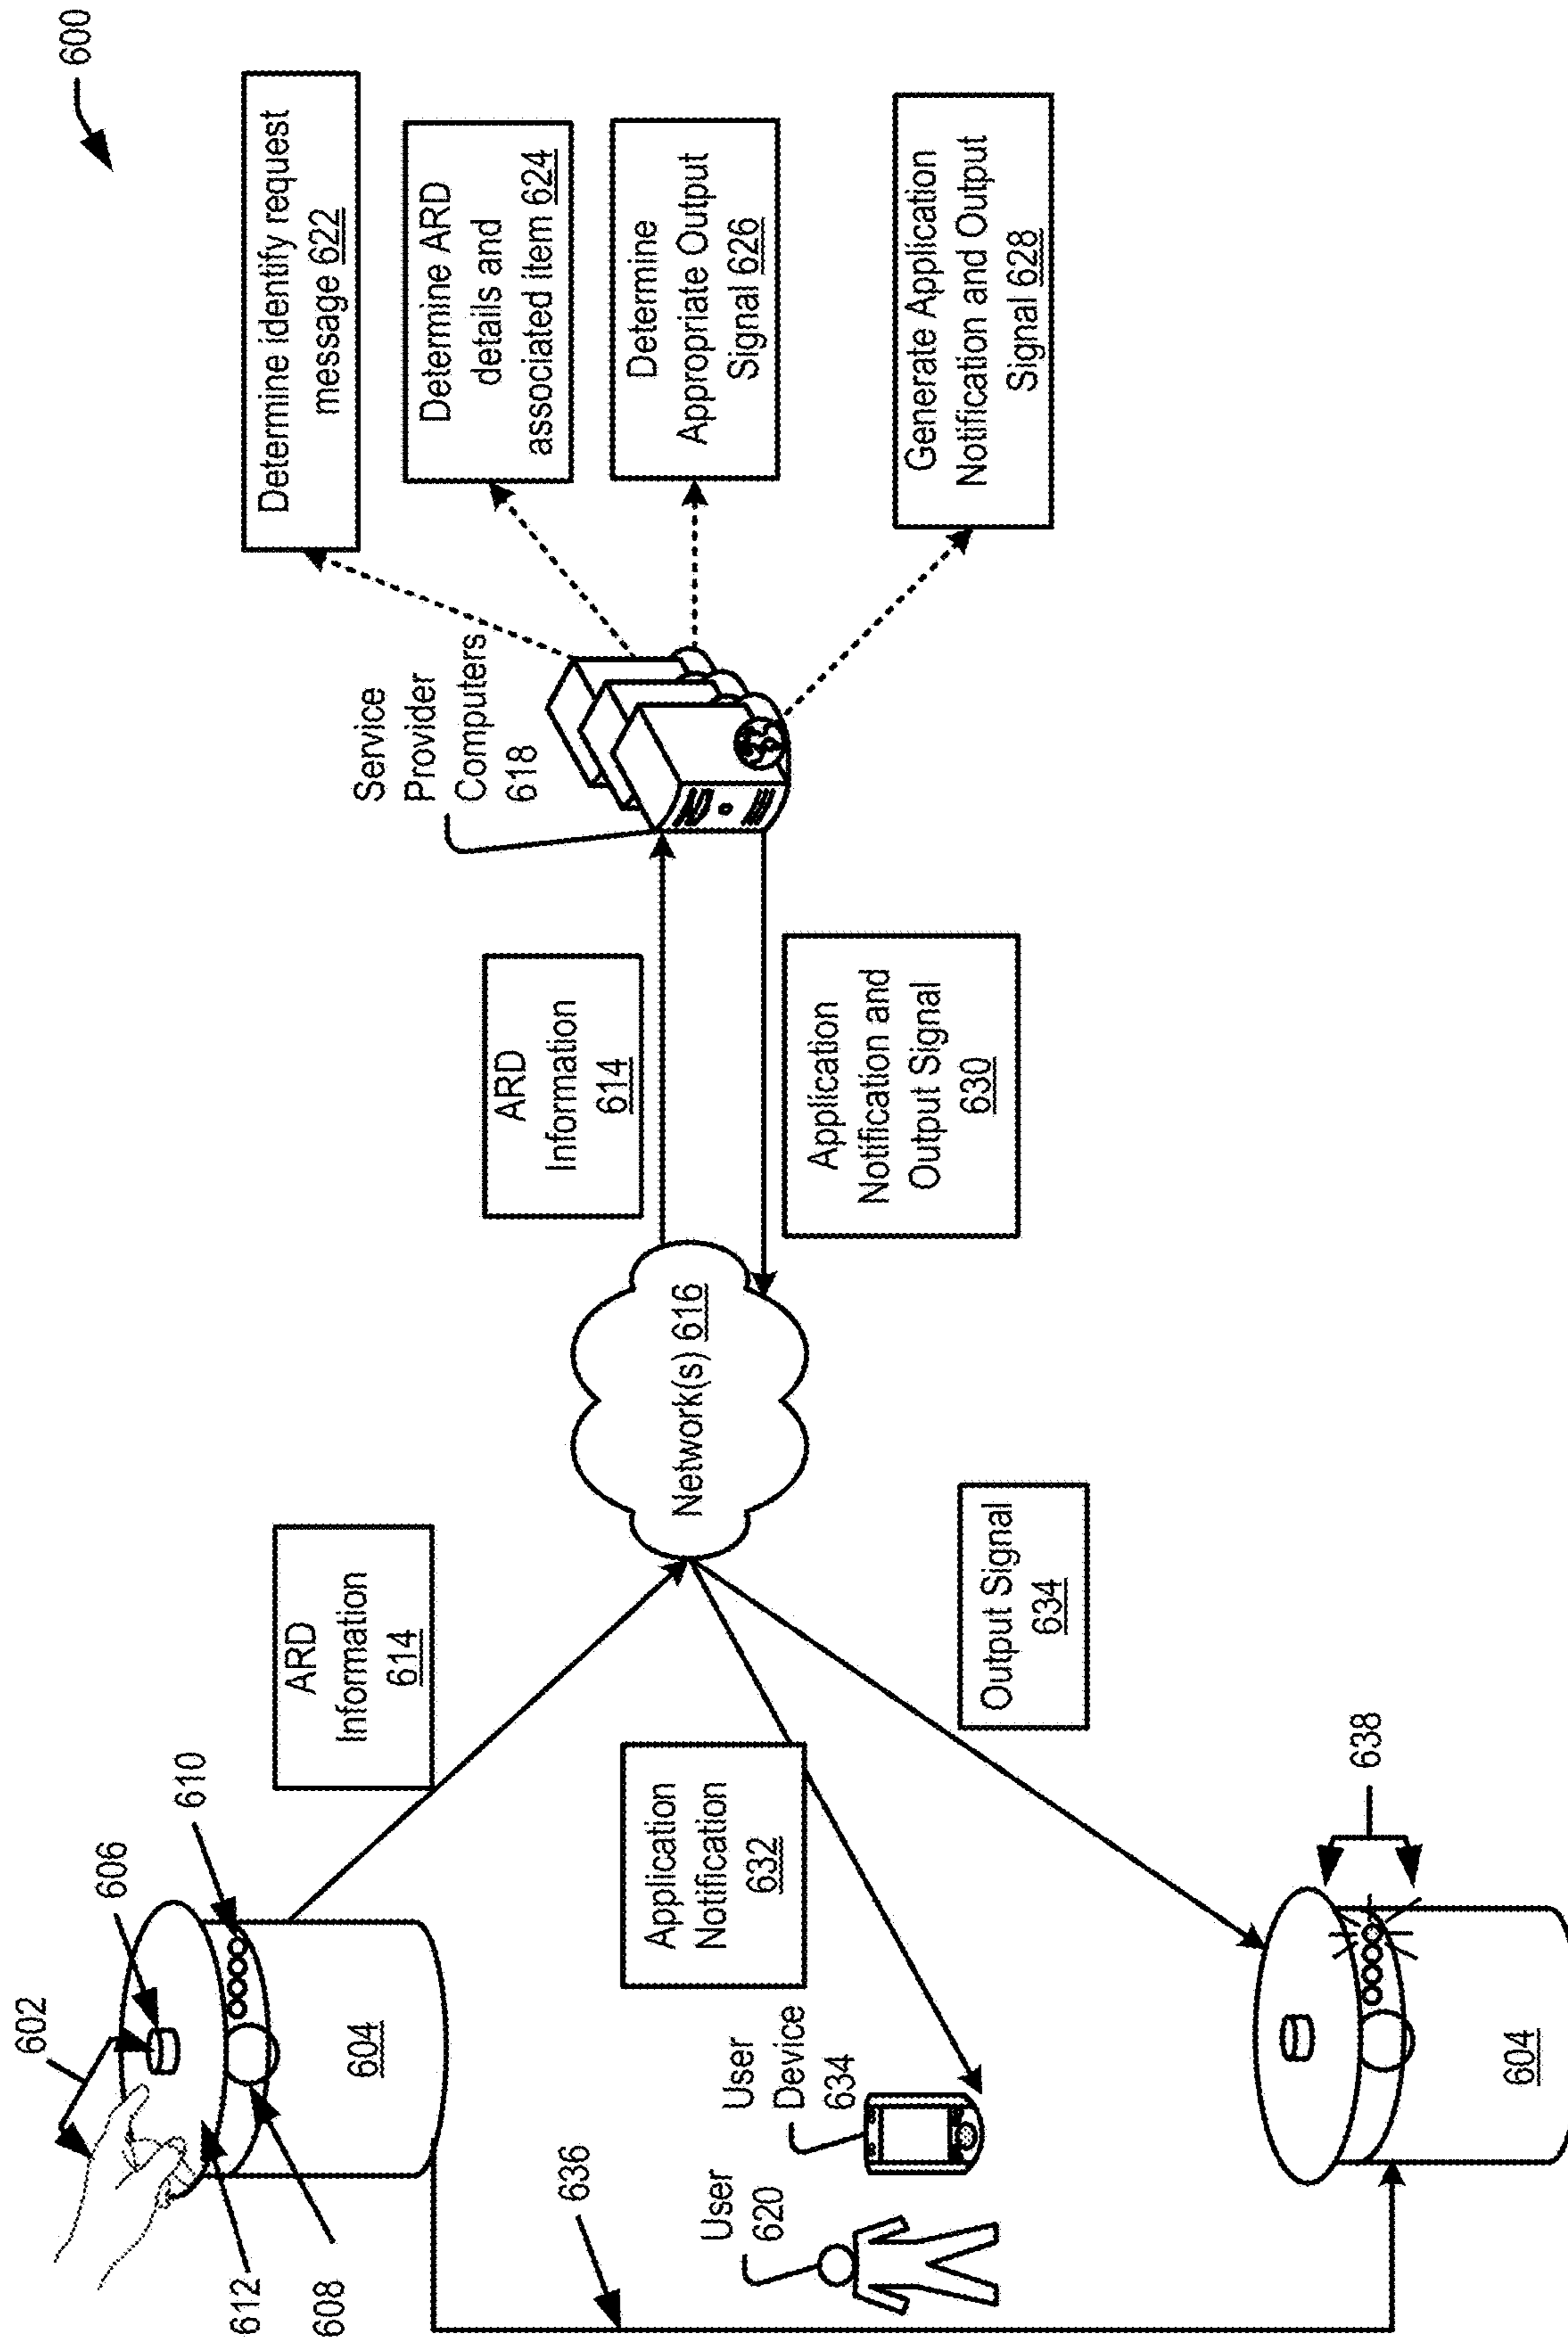 600
602
606
610
612
608
604
ARD
Information
614
ARD
Information
614
Service
Provider
Computers
618
Determine identify request
message 622
Determine ARD
details and
associated item 624
Determine
Appropriate Output
Signal 626
Generate Application
Notification and Output
Signal 628
Network(s) 616
Application
Notification and
Output Signal
630
636
User
620
User
Device
634
Application
Notification
632
Output Signal
634
638
604